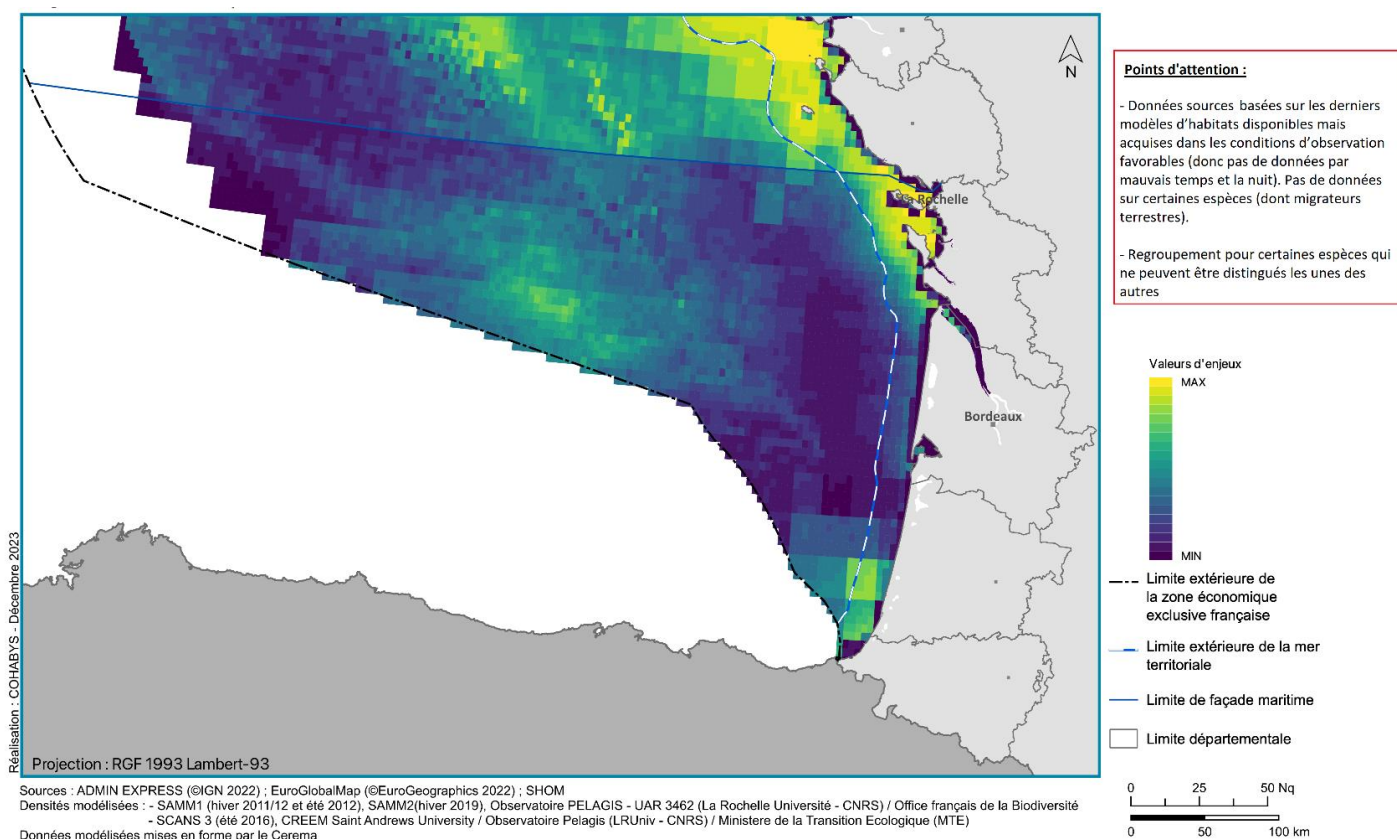 N
La Rochelle
Bordeaux
Projection : RGF 1993 Lambert-93
Réalisation : COHABYS - Décembre 2023
Points d'attention :
- Données sources basées sur les derniers
modèles d'habitats disponibles mais
acquises dans les conditions d'observation
favorables (donc pas de données par
mauvais temps et la nuit). Pas de données
sur certaines espèces (dont migrateurs
terrestres).
- Regroupement pour certaines espèces qui
ne peuvent être distingués les unes des
autres
Valeurs d'enjeux
MAX
MIN
Limite extérieure de
la zone économique
exclusive française
Limite extérieure de la mer
territoriale
Limite de façade maritime
Limite départementale
0 25 50 Nq
0 50 100 km
Sources : ADMIN EXPRESS (©IGN 2022) ; EuroGlobalMap (©EuroGeographics 2022) ; SHOM
Densités modélisées : - SAMM1 (hiver 2011/12 et été 2012), SAMM2(hiver 2019), Observatoire PELAGIS - UAR 3462 (La Rochelle Université - CNRS) / Office français de la Biodiversité
- SCANS 3 (été 2016), CREEM Saint Andrews University / Observatoire Pelagis (LRUniv - CNRS) / Ministere de la Transition Ecologique (MTE)
Données modélisées mises en forme par le Cerema